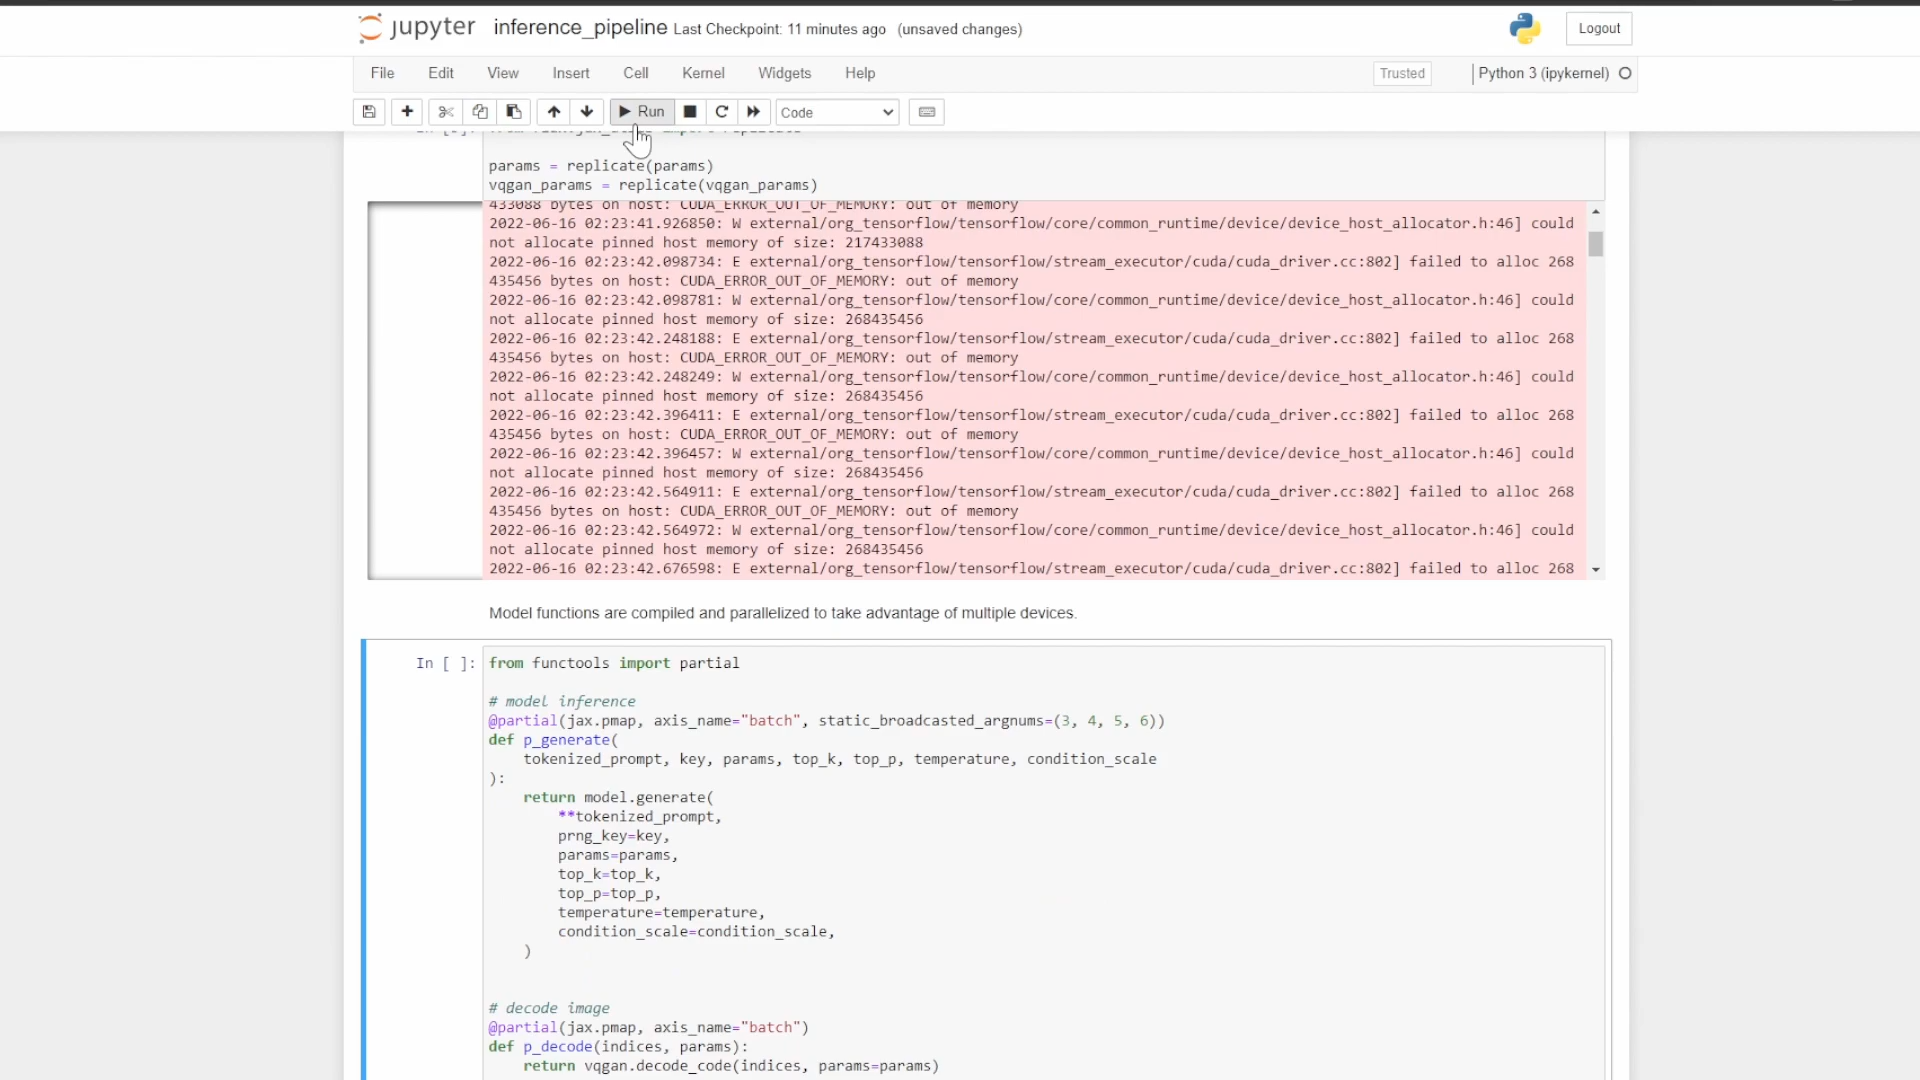 jupyter inference_pipeline Last Checkpoint: 11 minutes ago (unsaved changes) Logout
File Edit View Insert Cell Kernel Widgets Help Trusted Python 3 (ipykernel)
Run Code
params = replicate(params)
vqgan_params = replicate(vqgan_params)
433088 bytes on host: CUDA_ERROR_OUT_OF_MEMORY: out of memory
2022-06-16 02:23:41.926850: W external/org_tensorflow/tensorflow/core/common_runtime/device/device_host_allocator.h:46] could
not allocate pinned host memory of size: 217433088
2022-06-16 02:23:42.098734: E external/org_tensorflow/tensorflow/stream_executor/cuda/cuda_driver.cc:802] failed to alloc 268
435456 bytes on host: CUDA_ERROR_OUT_OF_MEMORY: out of memory
2022-06-16 02:23:42.098781: W external/org_tensorflow/tensorflow/core/common_runtime/device/device_host_allocator.h:46] could
not allocate pinned host memory of size: 268435456
2022-06-16 02:23:42.248188: E external/org_tensorflow/tensorflow/stream_executor/cuda/cuda_driver.cc:802] failed to alloc 268
435456 bytes on host: CUDA_ERROR_OUT_OF_MEMORY: out of memory
2022-06-16 02:23:42.248249: W external/org_tensorflow/tensorflow/core/common_runtime/device/device_host_allocator.h:46] could
not allocate pinned host memory of size: 268435456
2022-06-16 02:23:42.396411: E external/org_tensorflow/tensorflow/stream_executor/cuda/cuda_driver.cc:802] failed to alloc 268
435456 bytes on host: CUDA_ERROR_OUT_OF_MEMORY: out of memory
2022-06-16 02:23:42.396457: W external/org_tensorflow/tensorflow/core/common_runtime/device/device_host_allocator.h:46] could
not allocate pinned host memory of size: 268435456
2022-06-16 02:23:42.564911: E external/org_tensorflow/tensorflow/stream_executor/cuda/cuda_driver.cc:802] failed to alloc 268
435456 bytes on host: CUDA_ERROR_OUT_OF_MEMORY: out of memory
2022-06-16 02:23:42.564972: W external/org_tensorflow/tensorflow/core/common_runtime/device/device_host_allocator.h:46] could
not allocate pinned host memory of size: 268435456
2022-06-16 02:23:42.676598: E external/org_tensorflow/tensorflow/stream_executor/cuda/cuda_driver.cc:802] failed to alloc 268
Model functions are compiled and parallelized to take advantage of multiple devices.
In [ ]: from functools import partial
# model inference
@partial(jax.pmap, axis_name="batch", static_broadcasted_argnums=(3, 4, 5, 6))
def p_generate(
tokenized_prompt, key, params, top_k, top_p, temperature, condition_scale
):
return model.generate(
**tokenized_prompt,
prng_key=key,
params=params,
top_k=top_k,
top_p=top_p,
temperature=temperature,
condition_scale=condition_scale,
)
# decode image
@partial(jax.pmap, axis_name="batch")
def p_decode(indices, params):
return vqgan.decode_code(indices, params=params)